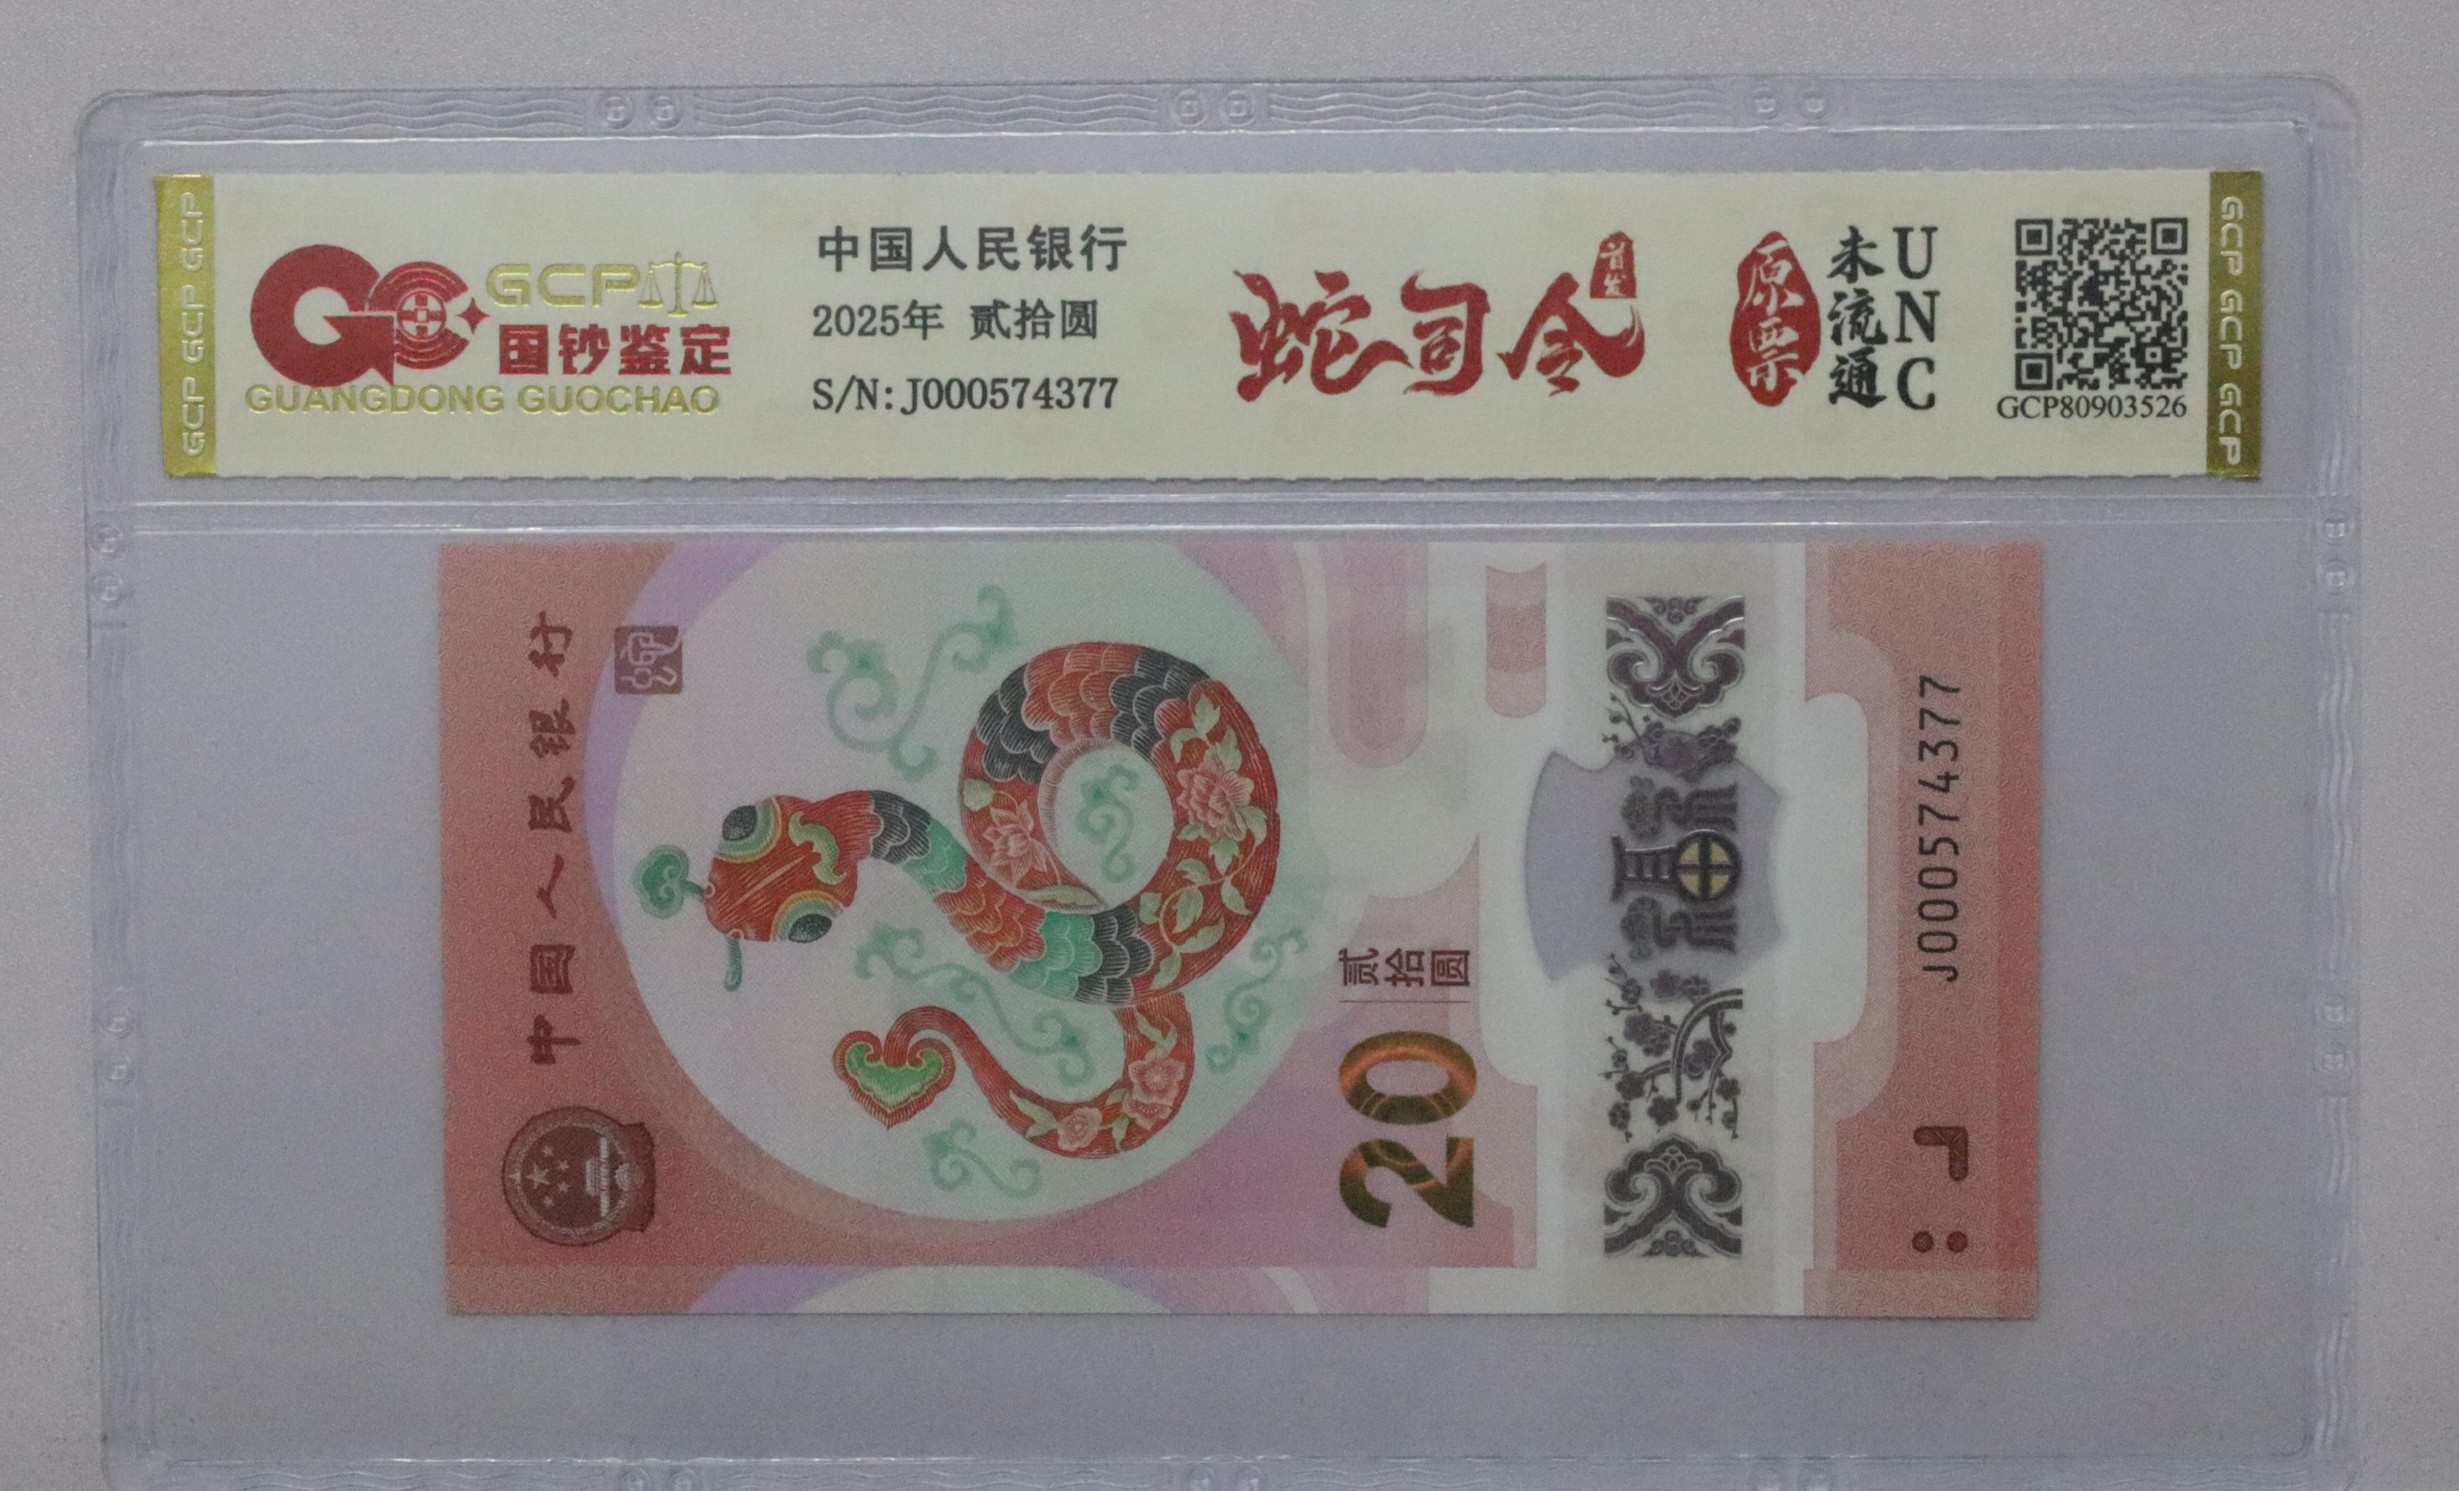 GCP GCP GCP
GCP
国钞鉴定
GUANGDONG GUOCHAO
中国人民银行
2025年 贰拾圆
S/N:J000574377
蛇司令
首发
原票
未流通
UNC
GCP80903526
GCP GCP GCP
中国人民银行
20
贰拾圆
福
J000574377